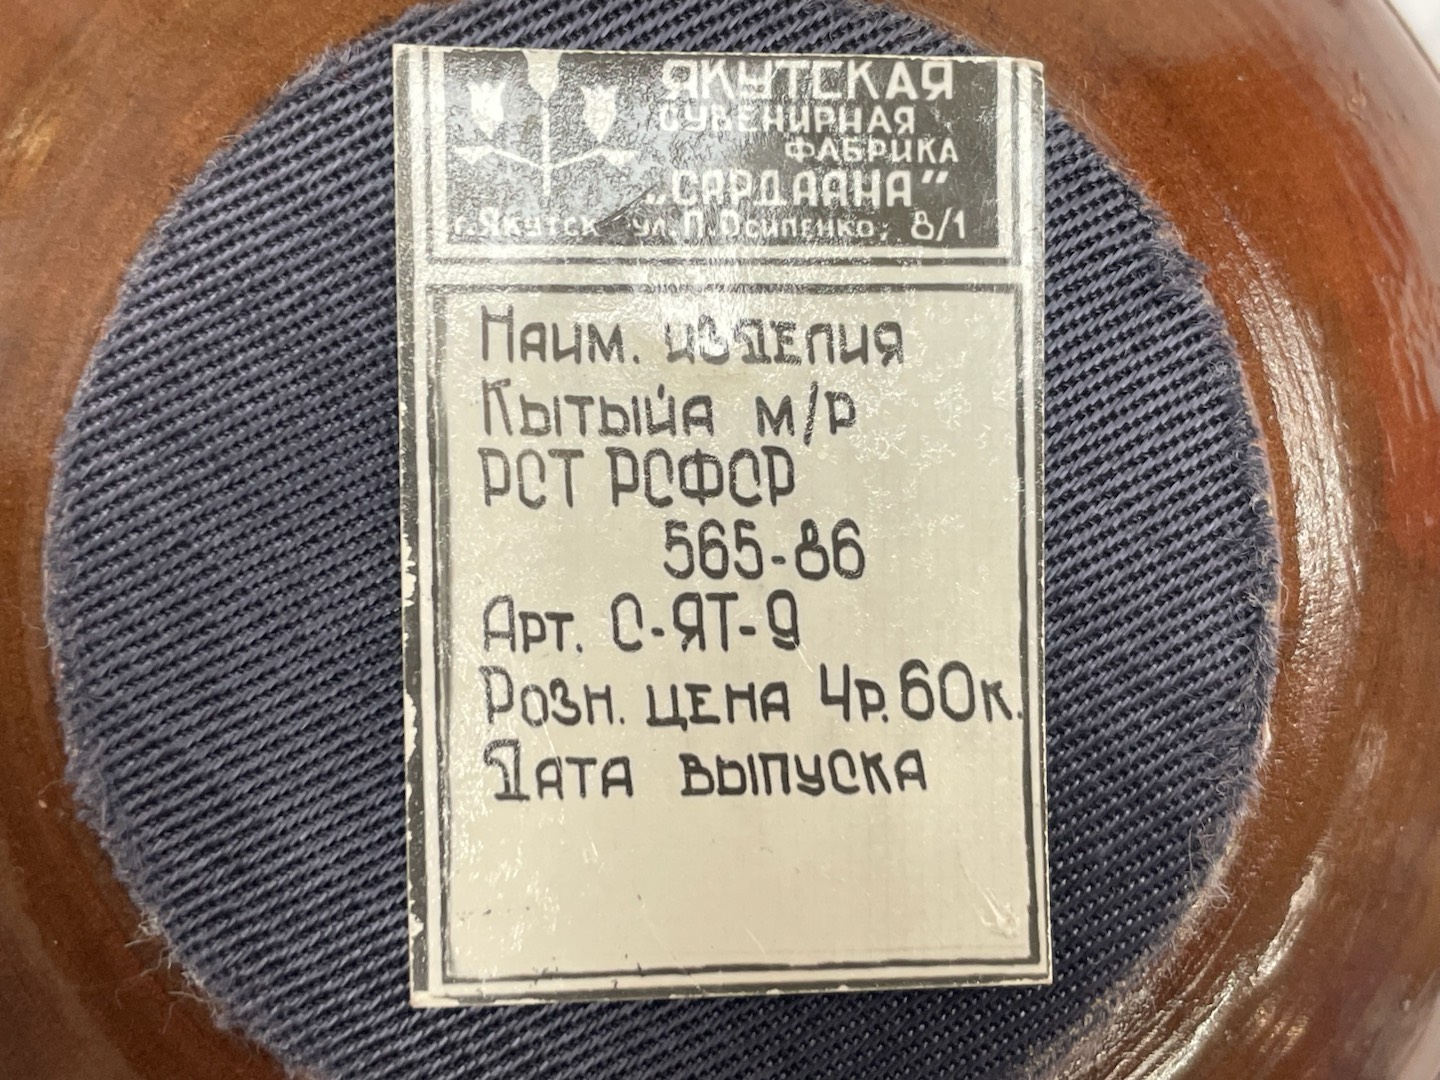 ЯКУТСКАЯ
СУВЕНИРНАЯ
ФАБРИКА
„САРДААНА”
г. ЯКУТСК ул. П. ОСИПЕНКО, 8/1
НАИМ. ИЗДЕЛИЯ
КЫТЫЙА М/Р
РСТ РСФСР
565-86
АРТ. С-ЯТ-9
РОЗН. ЦЕНА 4Р. 60К.
ДАТА ВЫПУСКА